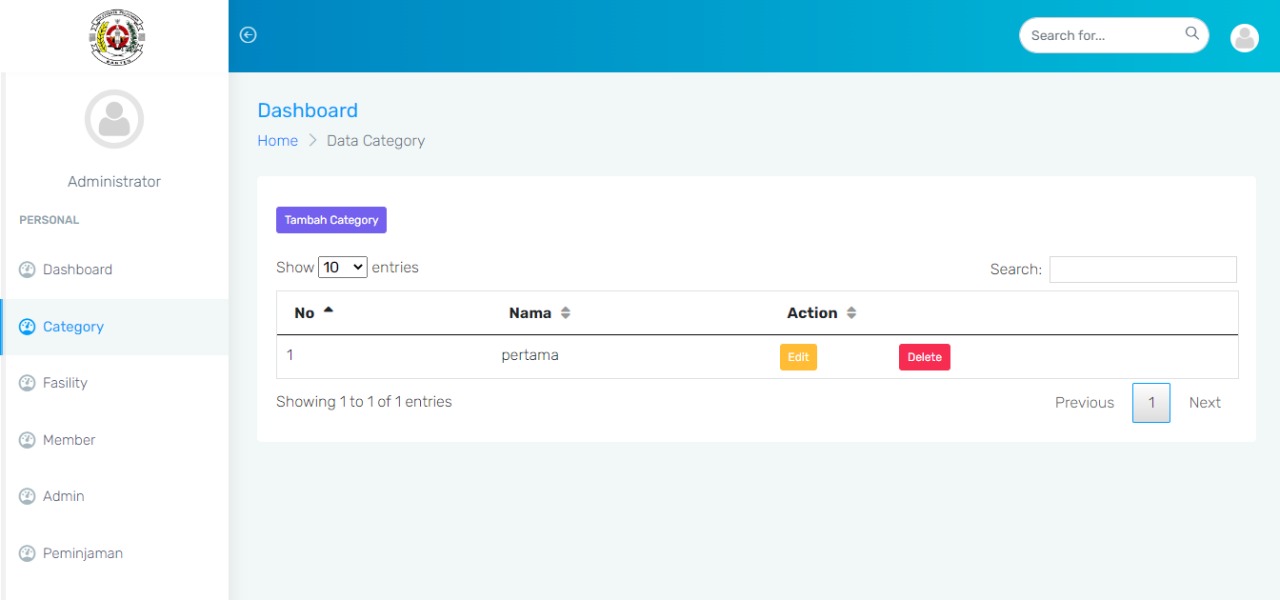 Search for...
Administrator
PERSONAL
Dashboard
Category
Fasility
Member
Admin
Peminjaman
Dashboard
Home > Data Category
Tambah Category
Show 10 entries
Search:
No Nama Action
1 pertama Edit Delete
Showing 1 to 1 of 1 entries
Previous 1 Next